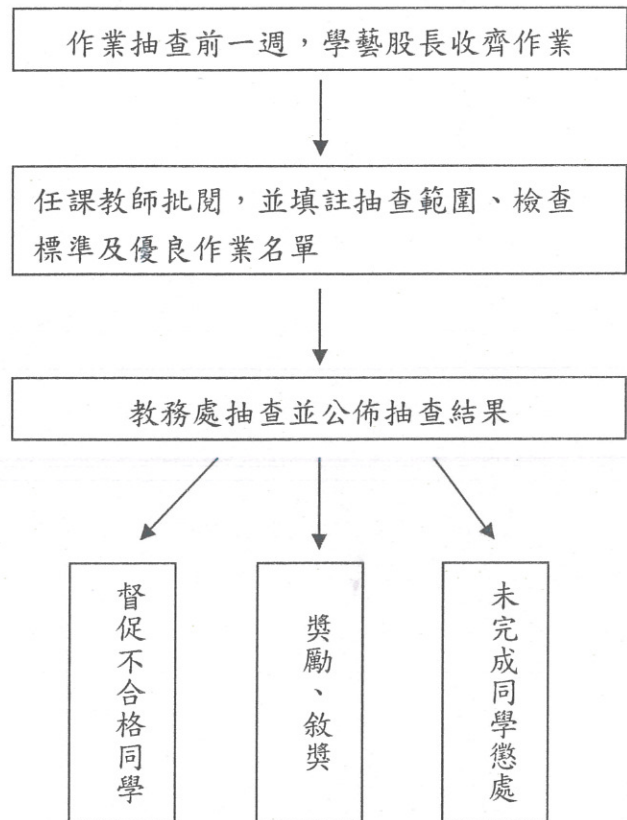 作業抽查前一週，學藝股長收齊作業
任課教師批閱，並填註抽查範圍、檢查
標準及優良作業名單
教務處抽查並公佈抽查結果
督促不合格同學
獎勵、敘獎
未完成同學懲處